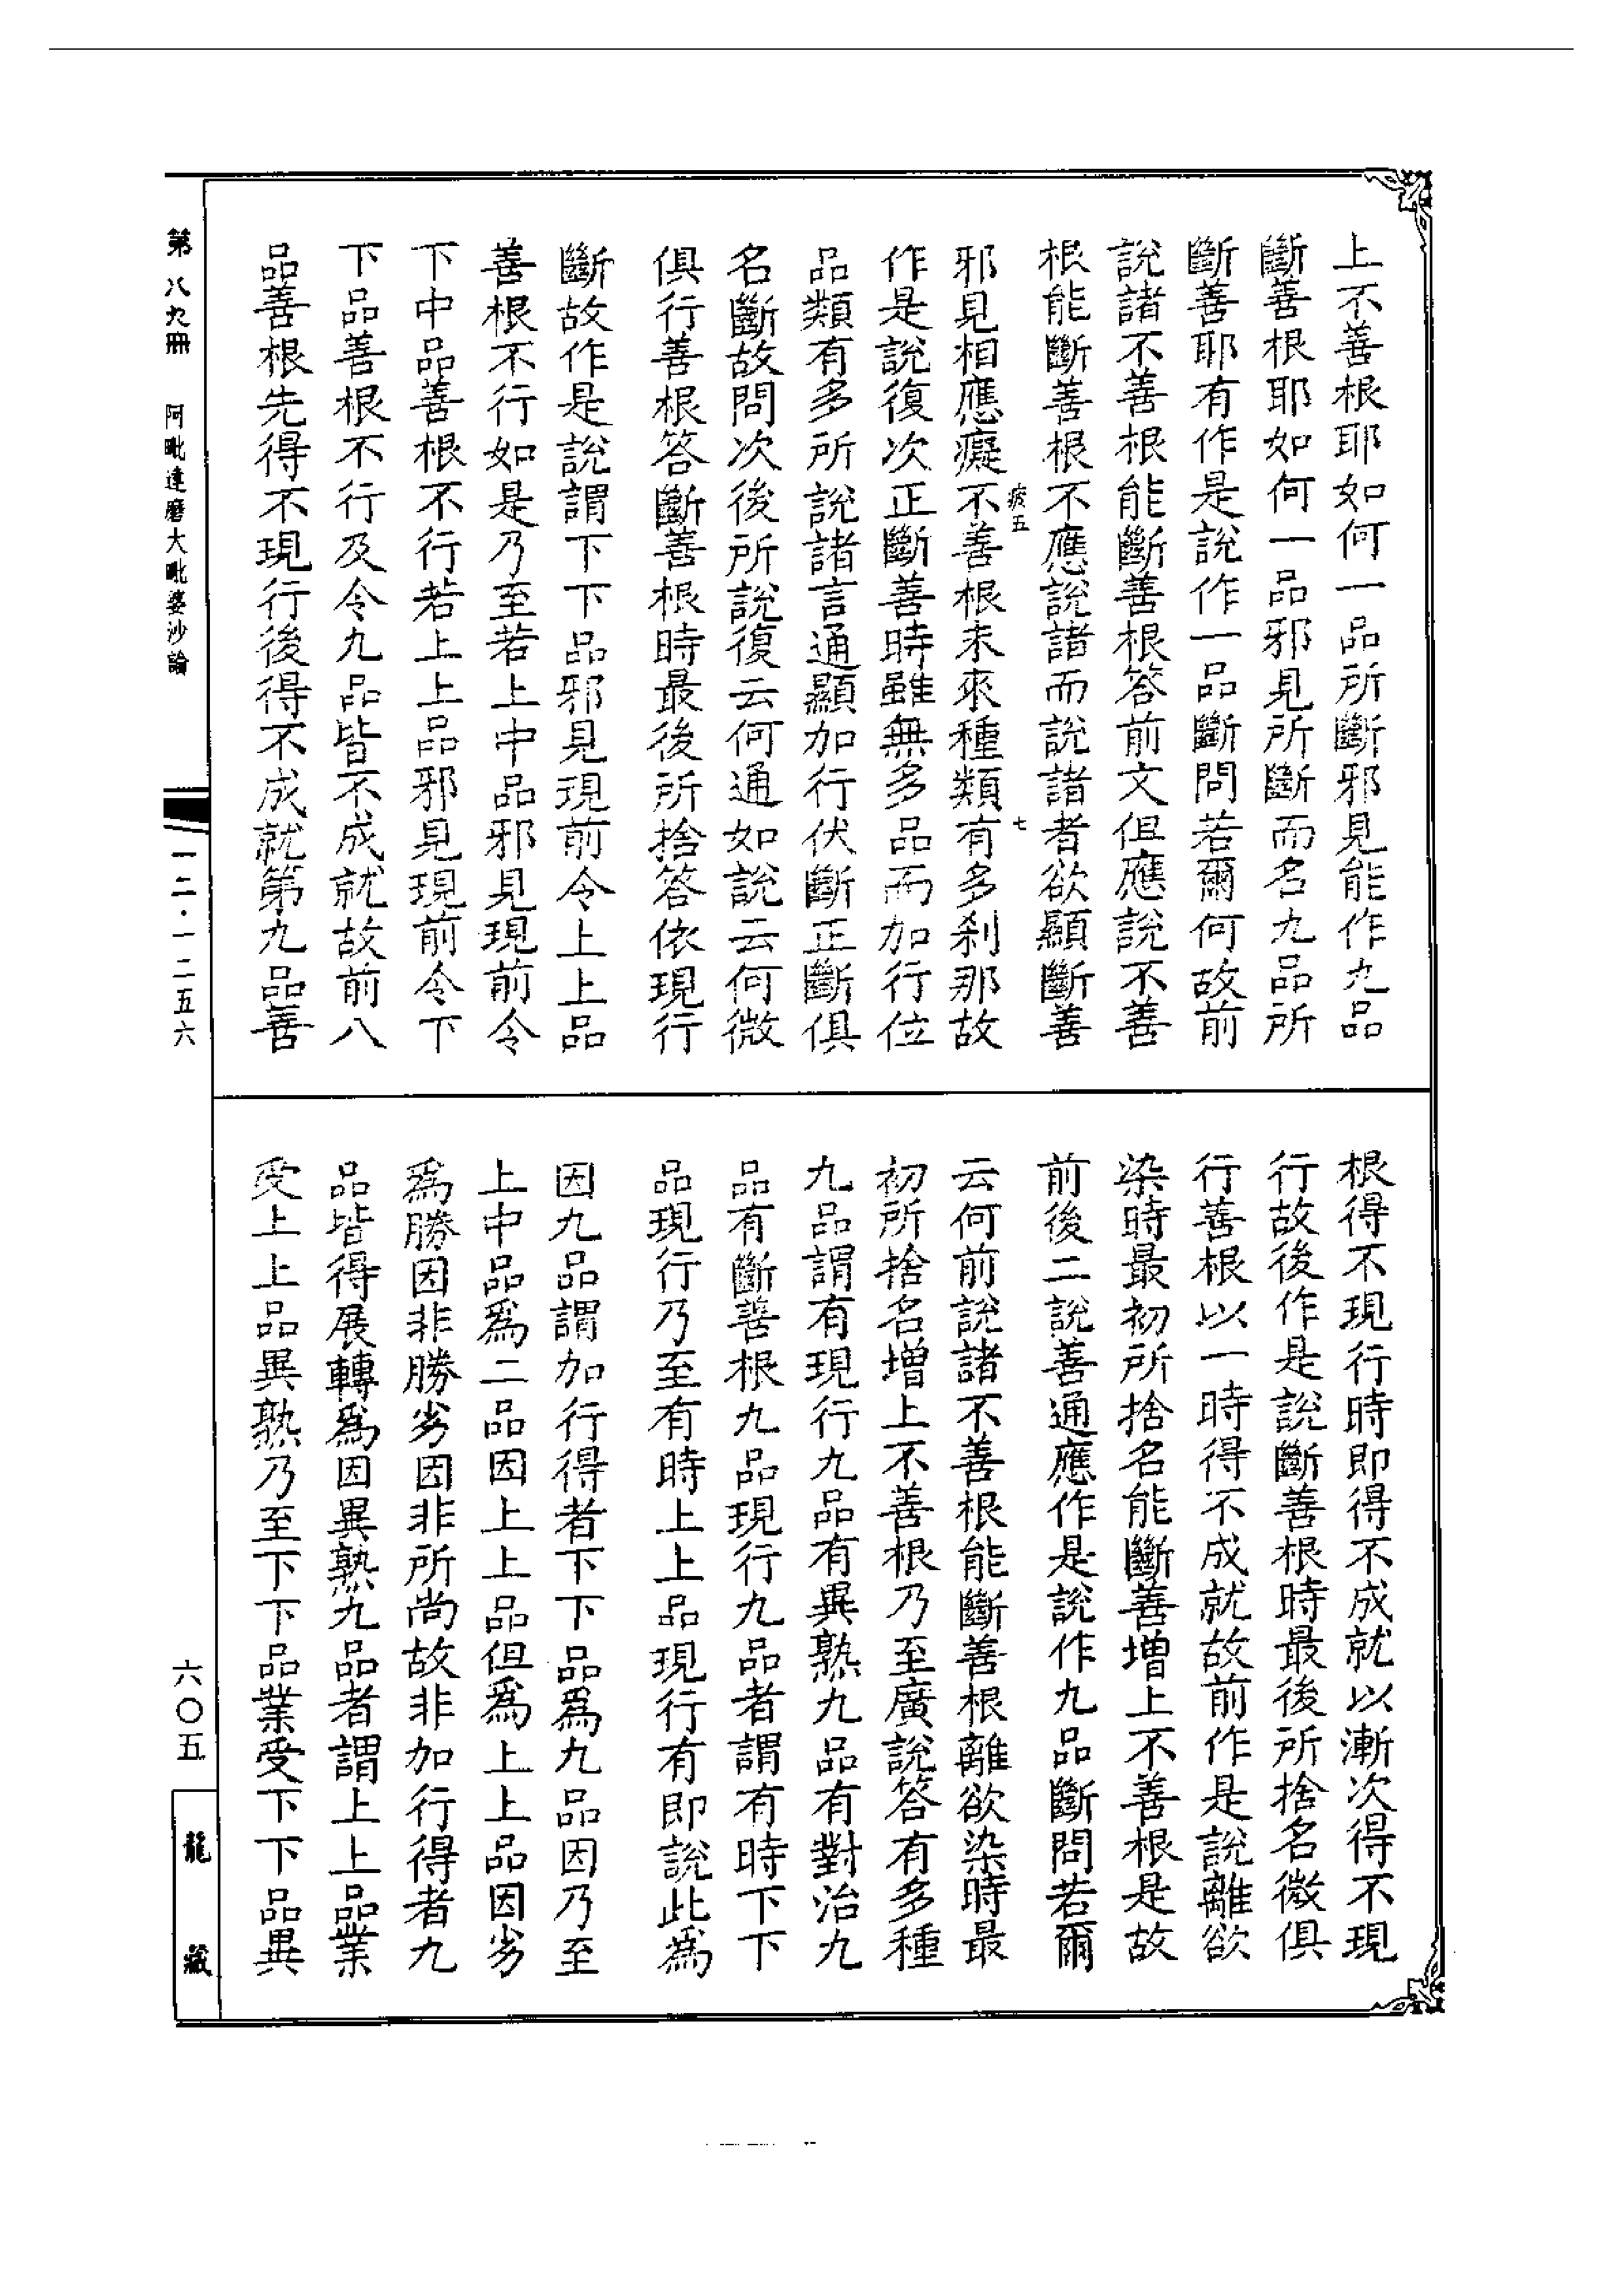 上不善根耶如何一品所斷邪見能作九品
斷善根耶如何一品邪見所斷而名九品所
斷善耶有作是說作一品斷問若爾何故前
說諸不善根能斷善根答前文但應說不善
根能斷善根不應說諸而說諸者欲顯斷善
疲五 七
邪見相應癡不善根未來種類有多剎那故
作是說復次正斷善時雖無多品而加行位
品類有多所說諸言通顯加行伏斷正斷俱
名斷故問次後所說復云何通如說云何微
俱行善根答斷善根時最後所捨答依現行
斷故作是說謂下下品邪見現前令上上品
善根不行如是乃至若上中品邪見現前令
下中品善根不行若上上品邪見現前令下
下品善根不行及令九品皆不成就故前八
品善根先得不現行後得不成就第九品善
根得不現行時即得不成就以漸次得不現
行故後作是說斷善根時最後所捨名微俱
行善根以一時得不成就故前作是說離欲
染時最初所捨名能斷善增上不善根是故
前後二說善通應作是說作九品斷問若爾
云何前說諸不善根能斷善根離欲染時最
初所捨名增上不善根乃至廣說答有多種
九品謂有現行九品有異熟九品有對治九
品有斷善根九品現行九品者謂有時下下
品現行乃至有時上上品現行有即說此為
因九品謂加行得者下下品為九品因乃至
上中品為二品因上上品但為上上品因劣
為勝因非勝劣因非所尚故非加行得者九
品皆得展轉為因異熟九品者謂上上品業
受上上品異熟乃至下下品業受下下品異
第八九冊 阿毗達磨大毗婆沙論
一二·一二五六
六〇五
龍藏